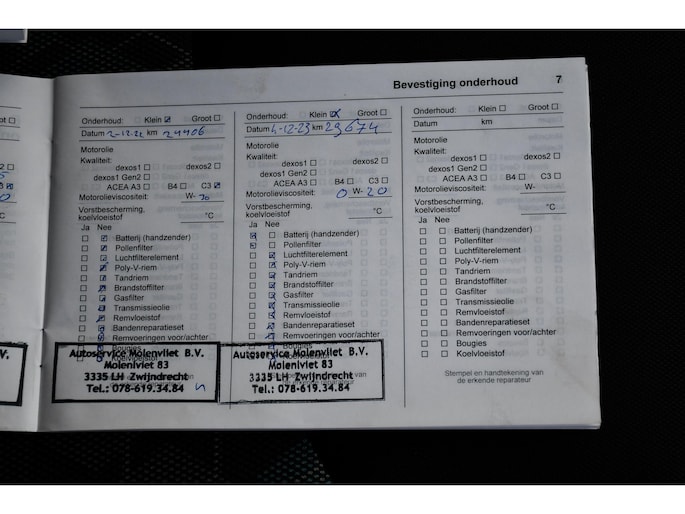 Bevestiging onderhoud 7
Onderhoud: Klein ☑ Groot ☐
Datum 2-12-22 km 24406
Motorolie
Kwaliteit:
dexos1 ☐ dexos2 ☐
dexos1 Gen2 ☐
ACEA A3 ☐ B4 ☐ C3 ☑
Motorolieviscositeit: W- 30
Vorstbescherming,
koelvloeistof °C
Ja Nee
Batterij (handzender)
Pollenfilter
Luchtfilterelement
Poly-V-riem
Tandriem
Brandstoffilter
Gasfilter
Transmissieolie
Remvloeistof
Bandenreparatieset
Remvoeringen voor/achter
Bougies
Koelvloeistof
Autoservice Molenvliet B.V.
Molenvliet 83
3335 LH Zwijndrecht
Tel.: 078-619.34.84
Onderhoud: Klein ☒ Groot ☐
Datum 4-12-23 km 29674
Motorolie
Kwaliteit:
dexos1 ☐ dexos2 ☐
dexos1 Gen2 ☐
ACEA A3 ☐ B4 ☐ C3 ☐
Motorolieviscositeit: 0 W- 20
Vorstbescherming,
koelvloeistof °C
Ja Nee
Batterij (handzender)
Pollenfilter
Luchtfilterelement
Poly-V-riem
Tandriem
Brandstoffilter
Gasfilter
Transmissieolie
Remvloeistof
Bandenreparatieset
Remvoeringen voor/achter
Bougies
Koelvloeistof
Autoservice Molenvliet B.V.
Molenvliet 83
3335 LH Zwijndrecht
Tel.: 078-619.34.84
Onderhoud: Klein ☐ Groot ☐
Datum km
Motorolie
Kwaliteit:
dexos1 ☐ dexos2 ☐
dexos1 Gen2 ☐
ACEA A3 ☐ B4 ☐ C3 ☐
Motorolieviscositeit: W-
Vorstbescherming,
koelvloeistof °C
Ja Nee
Batterij (handzender)
Pollenfilter
Luchtfilterelement
Poly-V-riem
Tandriem
Brandstoffilter
Gasfilter
Transmissieolie
Remvloeistof
Bandenreparatieset
Remvoeringen voor/achter
Bougies
Koelvloeistof
Stempel en handtekening van
de erkende reparateur